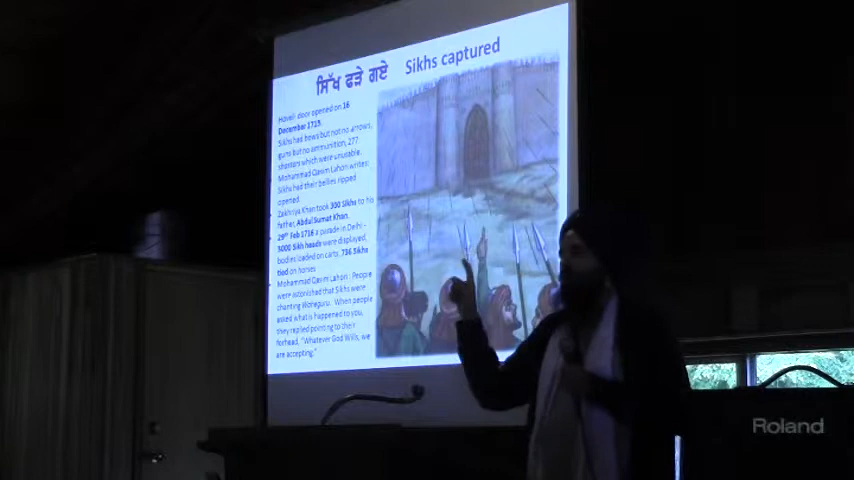 ਸਿੱਖ ਫੜੇ ਗਏ
Sikhs captured
Haveli door opened on 16
December 1715.
Sikhs had bows but not no arrows,
guns but no ammunition, 277
which were unusable.
Mohammad Qasim Lahori writes:
Sikhs had their bellies ripped
opened.
Zakhriya Khan took 300 Sikhs to his
father, Abdul Sumat Khan.
29th Feb 1716 a parade in Delhi -
3000 Sikh heads were displayed,
bodies loaded on carts, 736 Sikhs
tied on horses
Mohammad Qasim Lahori: People
were astonished that Sikhs were
chanting Waheguru. When people
asked what is happened to you,
they replied pointing to their
forhead, "Whatever God Wills, we
are accepting."
Roland